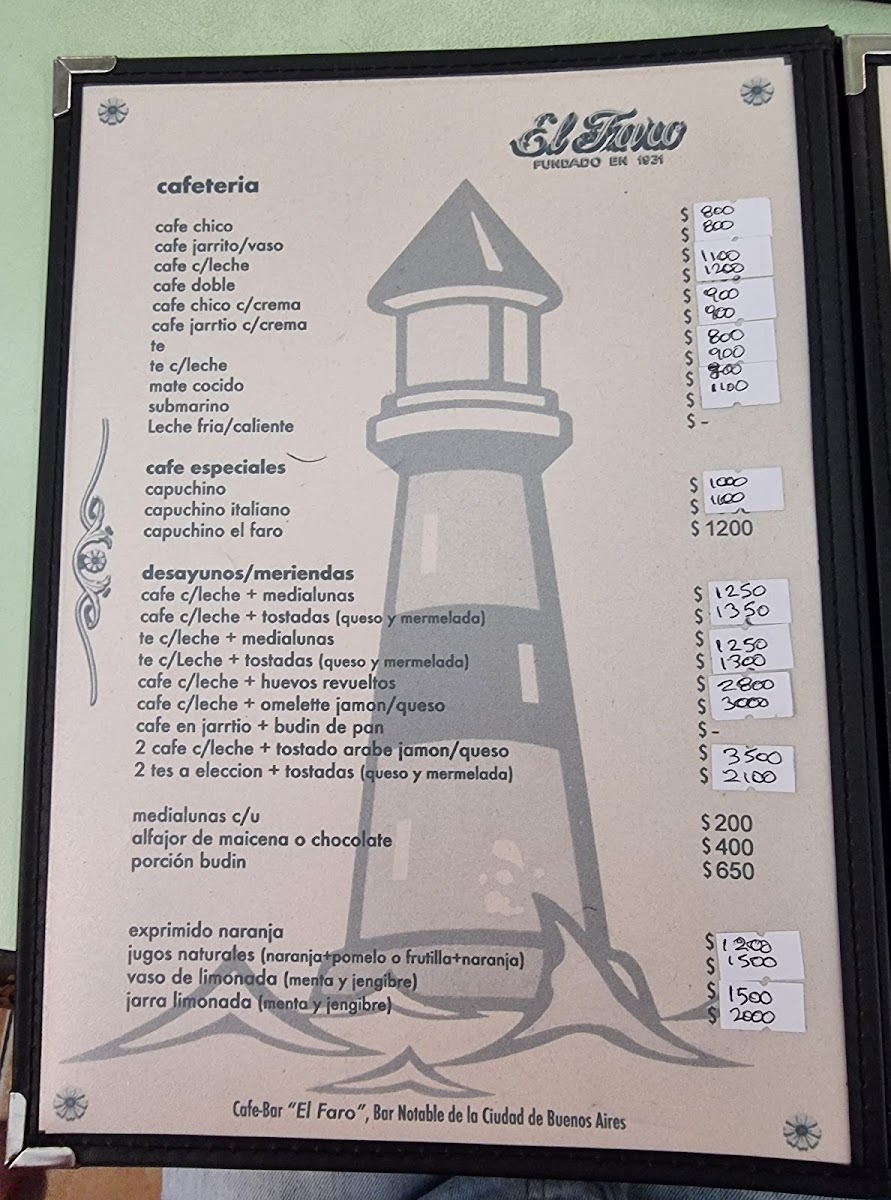 El Faro
FUNDADO EN 1931
cafeteria
cafe chico $ 800
cafe jarrito/vaso $ 800
cafe c/leche $ 1100
cafe doble $ 1200
cafe chico c/crema $ 900
cafe jarrtio c/crema $ 900
te $ 800
te c/leche $ 900
mate cocido $ 800
submarino $ 1100
Leche fria/caliente $ -
cafe especiales
capuchino $ 1000
capuchino italiano $ 1100
capuchino el faro $ 1200
desayunos/meriendas
cafe c/leche + medialunas $ 1250
cafe c/leche + tostadas (queso y mermelada) $ 1350
te c/leche + medialunas $ 1250
te c/Leche + tostadas (queso y mermelada) $ 1300
cafe c/leche + huevos revueltos $ 2800
cafe c/leche + omelette jamon/queso $ 3000
cafe en jarrtio + budin de pan $ -
2 cafe c/leche + tostado arabe jamon/queso $ 3500
2 tes a eleccion + tostadas (queso y mermelada) $ 2100
medialunas c/u $ 200
alfajor de maicena o chocolate $ 400
porción budin $ 650
exprimido naranja $ 1200
jugos naturales (naranja+pomelo o frutilla+naranja) $ 1500
vaso de limonada (menta y jengibre) $ 1500
jarra limonada (menta y jengibre) $ 2000
Cafe-Bar "El Faro", Bar Notable de la Ciudad de Buenos Aires